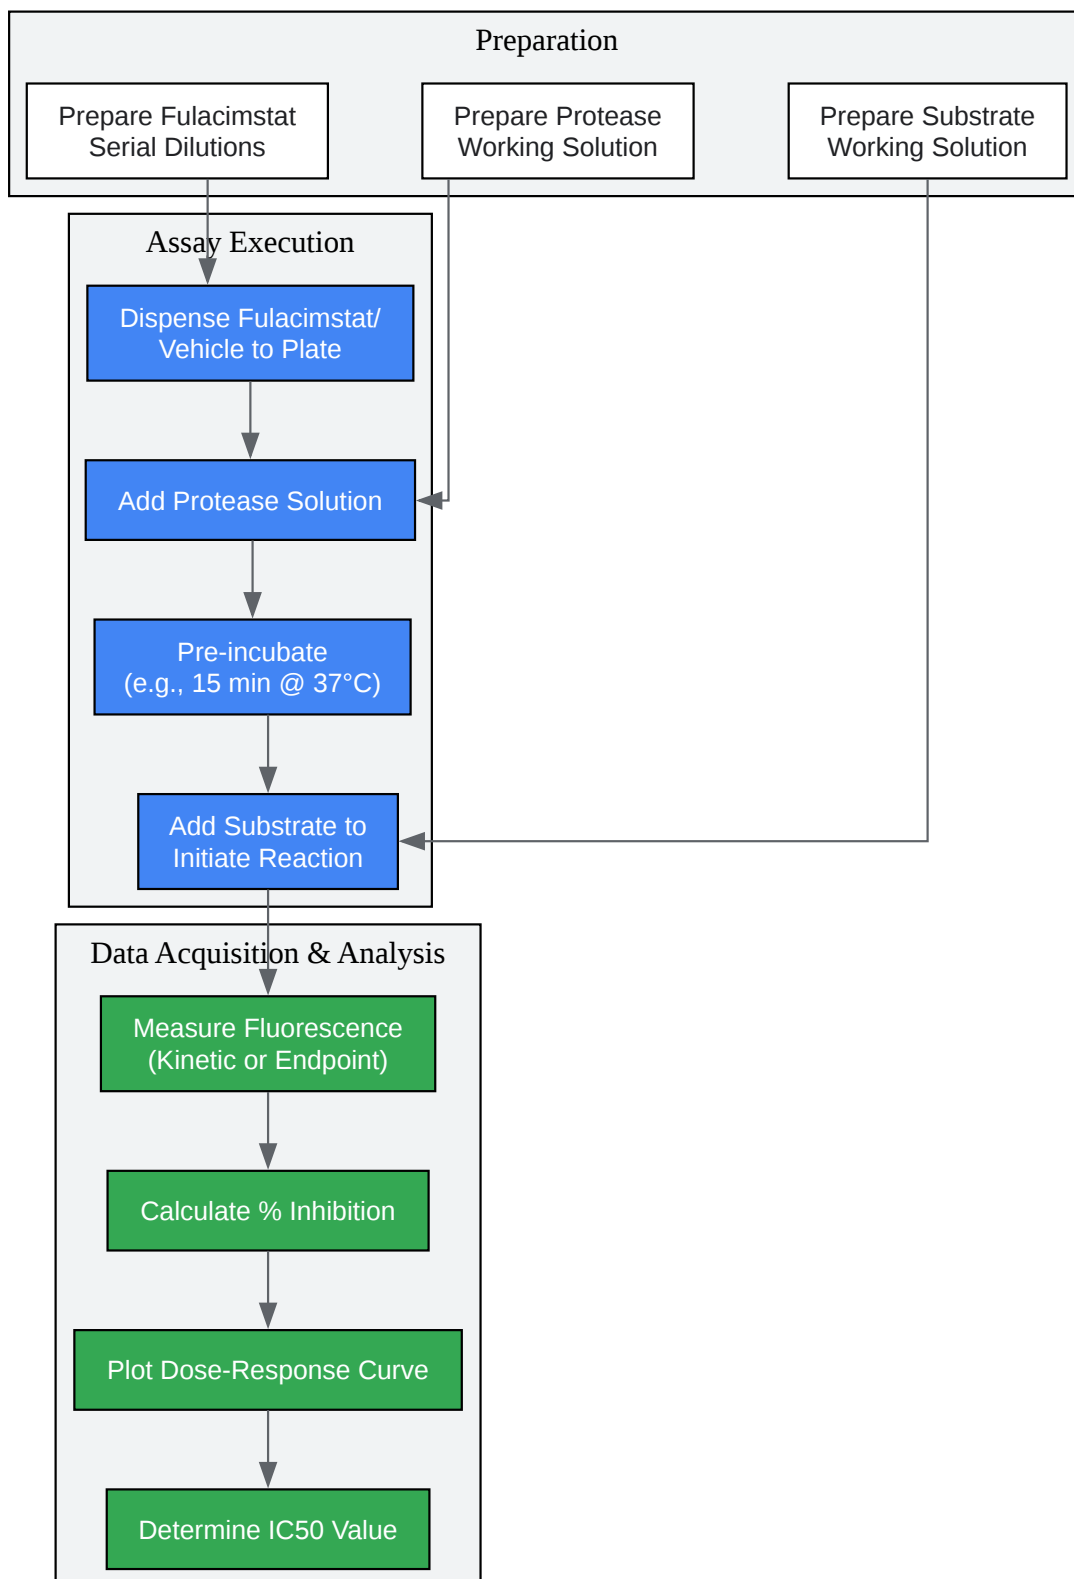 Preparation
Prepare Fulacimstat
Serial Dilutions
Prepare Protease
Working Solution
Prepare Substrate
Working Solution
Assay Execution
Dispense Fulacimstat/
Vehicle to Plate
Add Protease Solution
Pre-incubate
(e.g., 15 min @ 37°C)
Add Substrate to
Initiate Reaction
Data Acquisition & Analysis
Measure Fluorescence
(Kinetic or Endpoint)
Calculate % Inhibition
Plot Dose-Response Curve
Determine IC50 Value